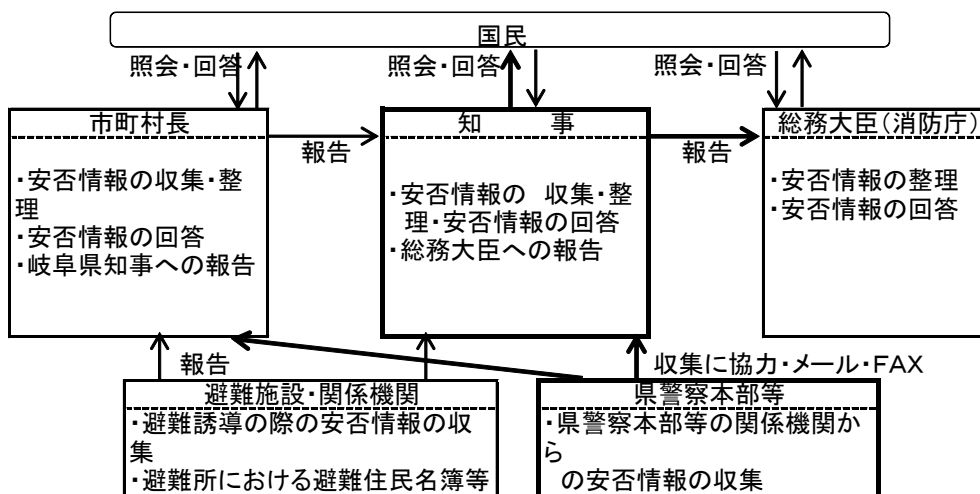 国民
照会・回答
照会・回答
照会・回答
市町村長
・安否情報の収集・整
理
・安否情報の回答
・岐阜県知事への報告
報告
知　　事
・安否情報の　収集・整
理・安否情報の回答
・総務大臣への報告
報告
総務大臣(消防庁)
・安否情報の整理
・安否情報の回答
報告
収集に協力・メール・FAX
避難施設・関係機関
・避難誘導の際の安否情報の収
集
・避難所における避難住民名簿等
県警察本部等
・県警察本部等の関係機関か
ら
の安否情報の収集